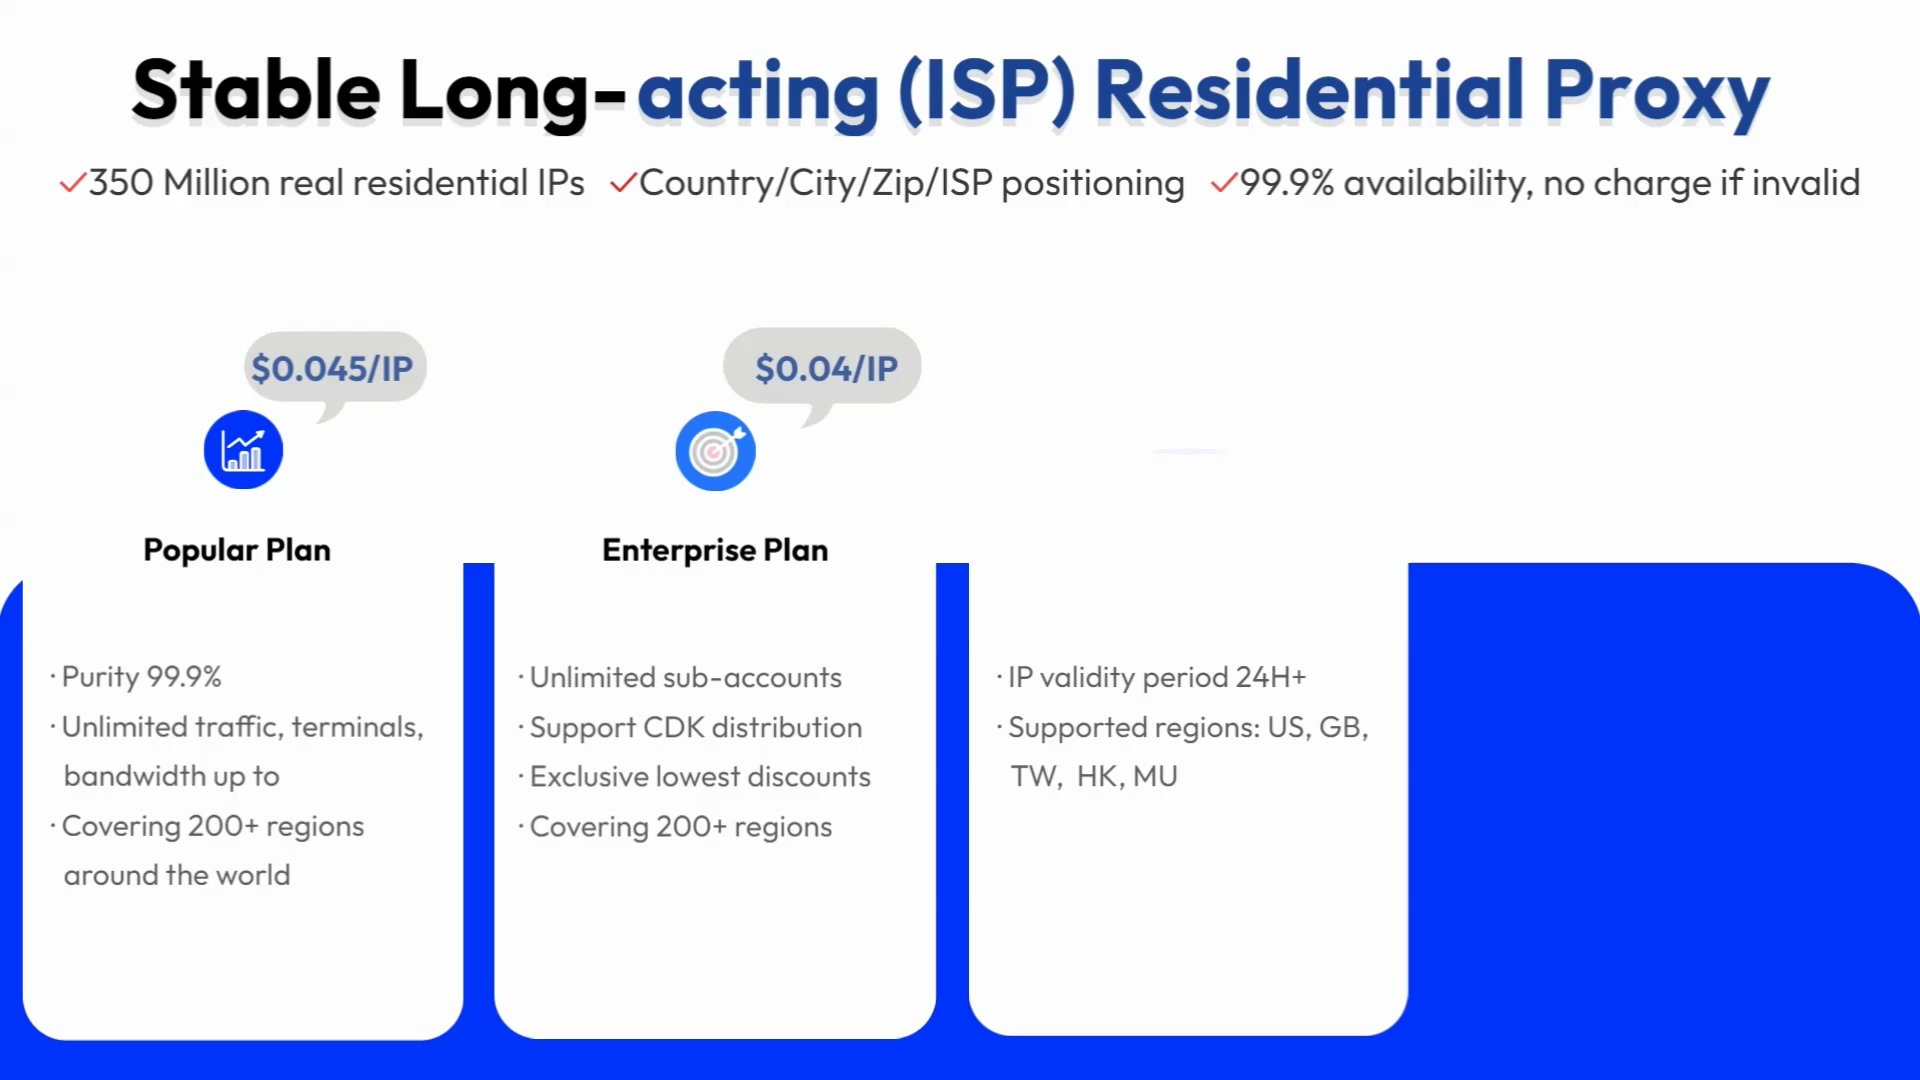 Stable Long-acting (ISP) Residential Proxy
✓350 Million real residential IPs ✓Country/City/Zip/ISP positioning ✓99.9% availability, no charge if invalid
$0.045/IP
Popular Plan
· Purity 99.9%
· Unlimited traffic, terminals,
bandwidth up to
· Covering 200+ regions
around the world
$0.04/IP
Enterprise Plan
· Unlimited sub-accounts
· Support CDK distribution
· Exclusive lowest discounts
· Covering 200+ regions
· IP validity period 24H+
· Supported regions: US, GB,
TW, HK, MU